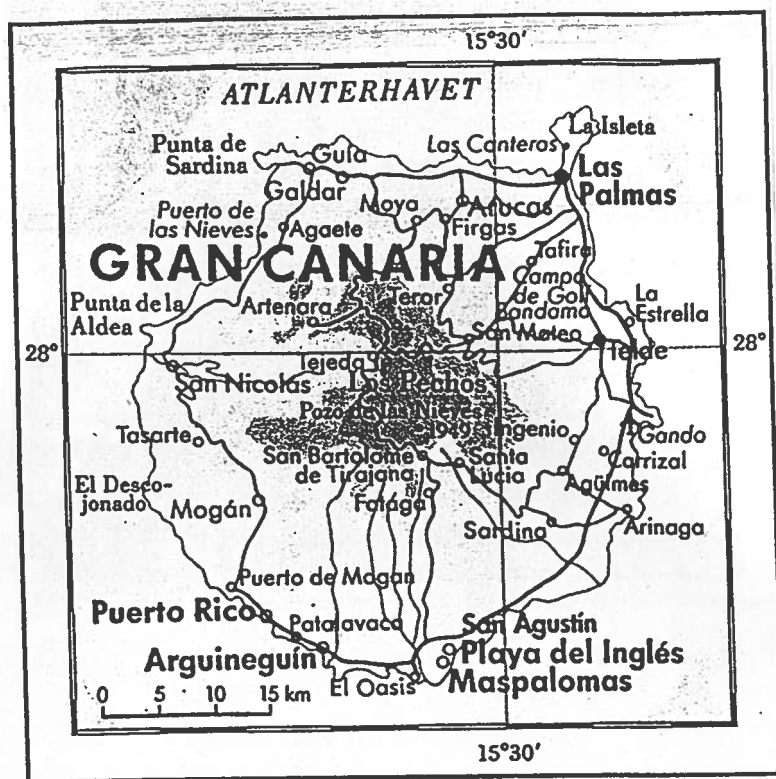 15°30′
ATLANTERHAVET
La Isleta
Las Canteros
Punta de
Sardina
Guía
Galdar
Las
Palmas
Moya
Arucas
Firgas
Puerto de
las Nieves
Agaete
Tafira
GRAN CANARIA
Campo
de Golf
Bandama
Punta de la
Aldea
Artenara
Teror
La
Estrella
San Mateo
28°
Telde
28°
Tejeda
San Nicolas
Los Pechos
Pozo de las Nieves
1949
Ingenio
Gando
Tasarte
San Bartolome
de Tirajana
Santa
Lucia
Corrizal
Agüimes
El Desco-
jonado
Mogán
Fataga
Sardina
Arinaga
Puerto de Mogan
Puerto Rico
Patalavaca
San Agustín
Arguineguín
Playa del Inglés
El Oasis
Maspalomas
0 5 10 15 km
15°30′